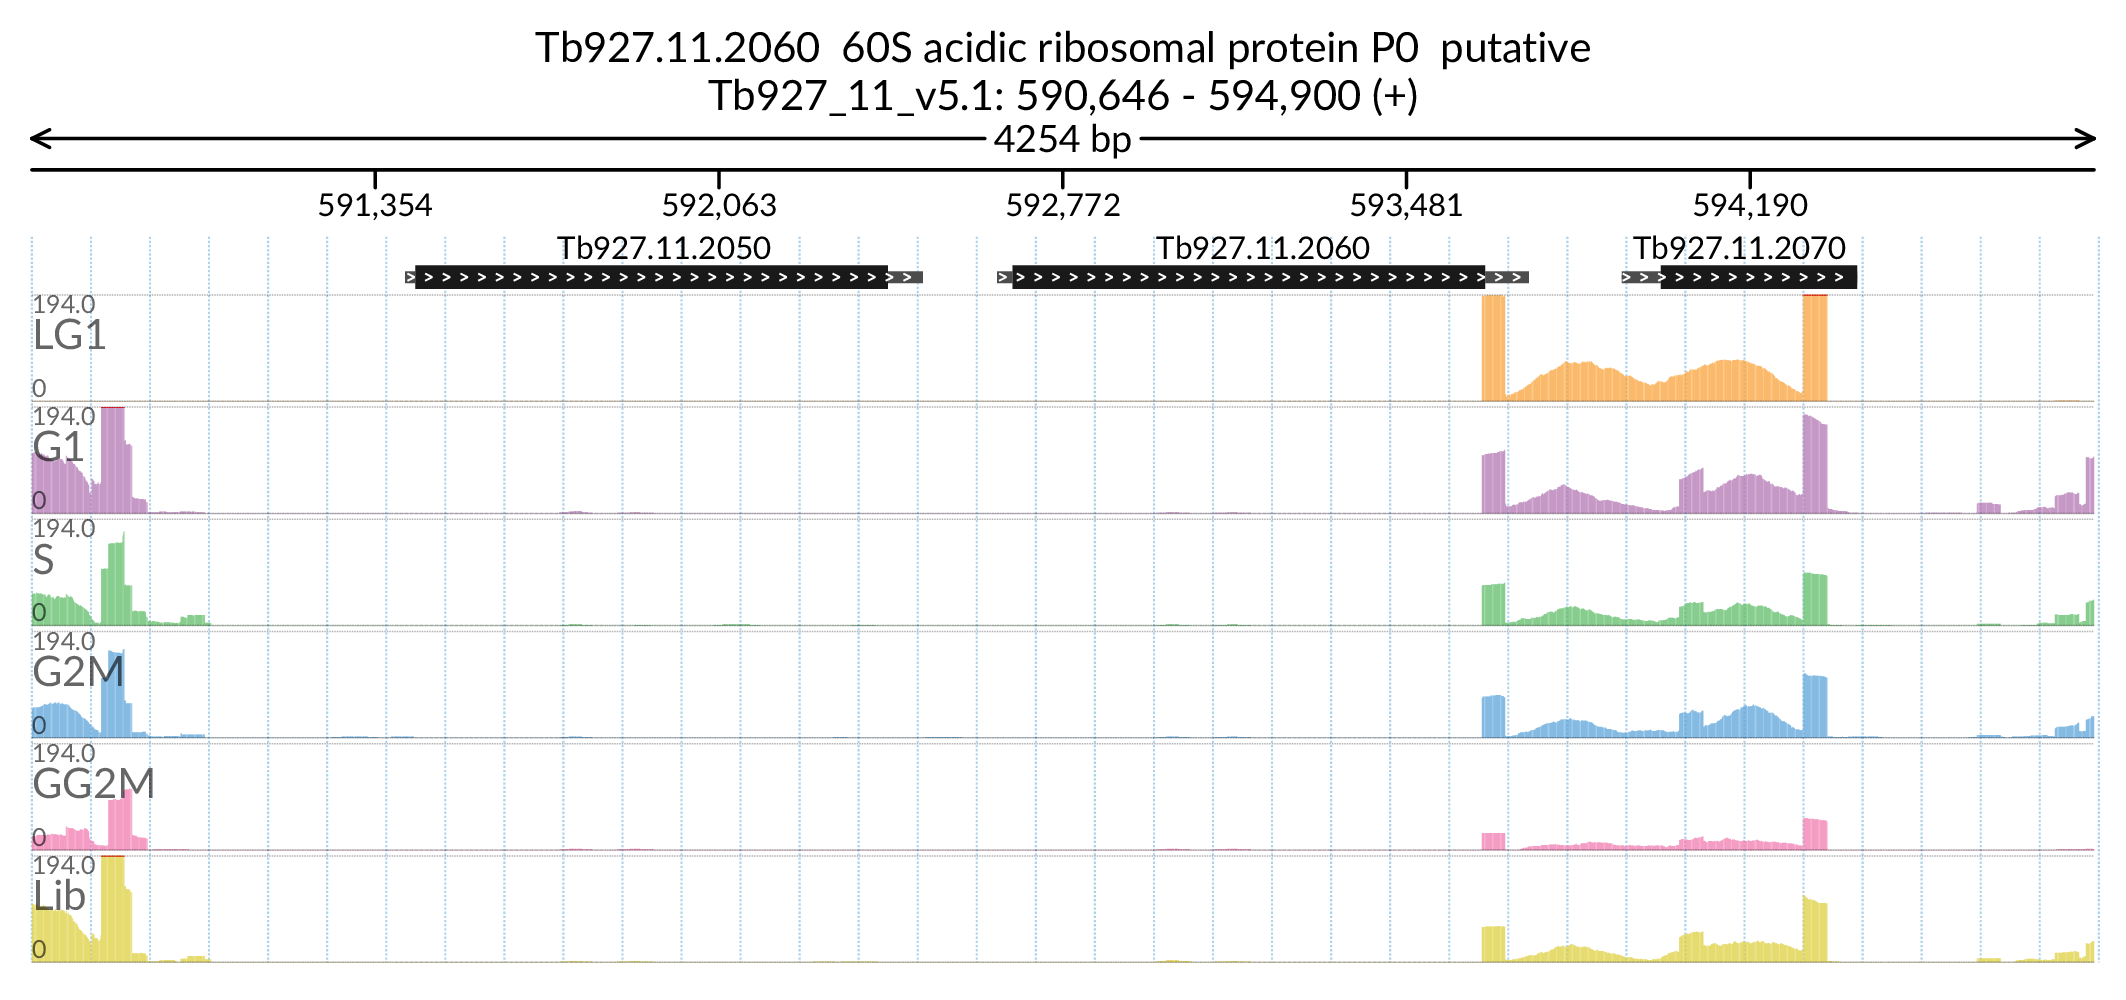 Tb927.11.2060  60S acidic ribosomal protein P0  putative
Tb927_11_v5.1: 590,646 - 594,900 (+)
4254 bp
591,354 592,063 592,772 593,481 594,190
Tb927.11.2050 Tb927.11.2060 Tb927.11.2070
194.0
LG1
0
194.0
G1
0
194.0
S
0
194.0
G2M
0
194.0
GG2M
0
194.0
Lib
0